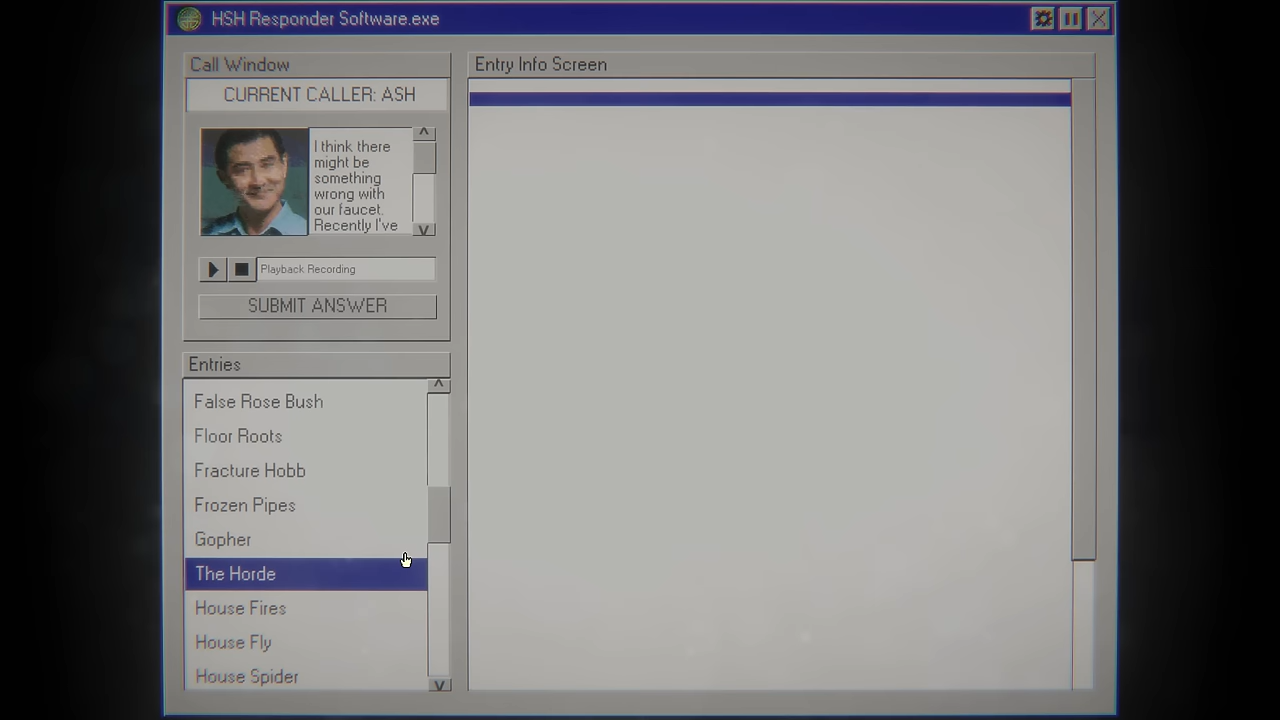 HSH Responder Software.exe
Call Window
CURRENT CALLER: ASH
I think there
might be
something
wrong with
our faucet.
Recently I've
Playback Recording
SUBMIT ANSWER
Entries
False Rose Bush
Floor Roots
Fracture Hobb
Frozen Pipes
Gopher
The Horde
House Fires
House Fly
House Spider
Entry Info Screen